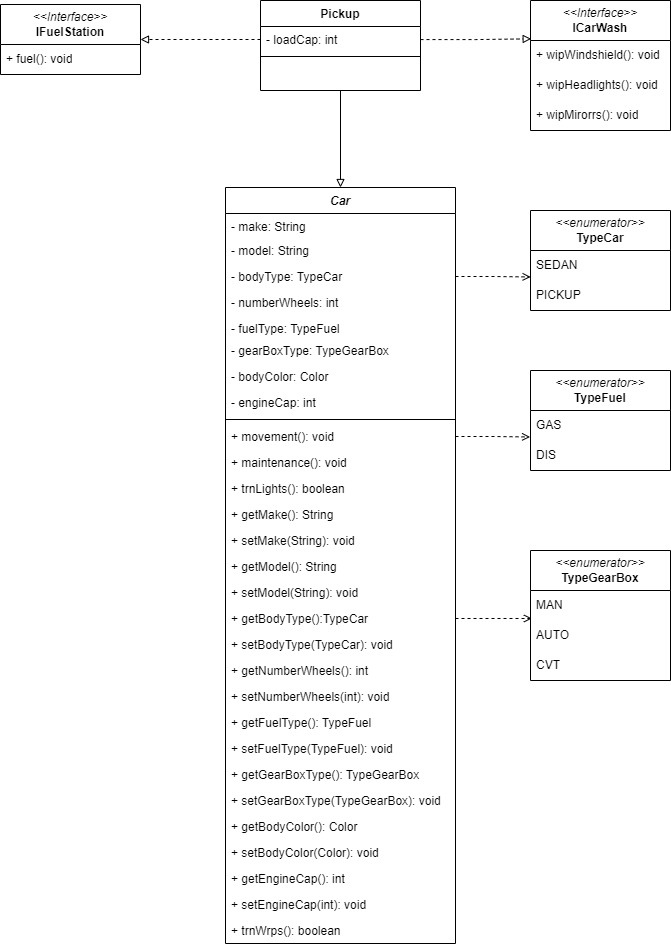 <<Interface>>
IFuelStation
+ fuel(): void
Pickup
- loadCap: int
<<Interface>>
ICarWash
+ wipWindshield(): void
+ wipHeadlights(): void
+ wipMirorrs(): void
Car
- make: String
- model: String
- bodyType: TypeCar
- numberWheels: int
- fuelType: TypeFuel
- gearBoxType: TypeGearBox
- bodyColor: Color
- engineCap: int
+ movement(): void
+ maintenance(): void
+ trnLights(): boolean
+ getMake(): String
+ setMake(String): void
+ getModel(): String
+ setModel(String): void
+ getBodyType():TypeCar
+ setBodyType(TypeCar): void
+ getNumberWheels(): int
+ setNumberWheels(int): void
+ getFuelType(): TypeFuel
+ setFuelType(TypeFuel): void
+ getGearBoxType(): TypeGearBox
+ setGearBoxType(TypeGearBox): void
+ getBodyColor(): Color
+ setBodyColor(Color): void
+ getEngineCap(): int
+ setEngineCap(int): void
+ trnWrps(): boolean
<<enumerator>>
TypeCar
SEDAN
PICKUP
<<enumerator>>
TypeFuel
GAS
DIS
<<enumerator>>
TypeGearBox
MAN
AUTO
CVT